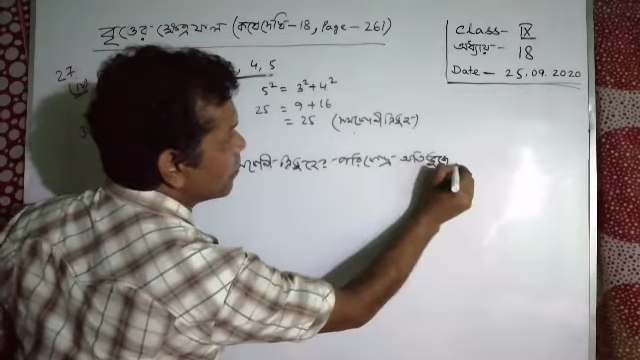 বৃত্তের ক্ষেত্রফল (কষে দেখি-18, Page-261)
Class- IX
অধ্যায়- 18
Date- 25.09.2020
27
, 4, 5
5² = 3²+4²
25 = 9+16
= 25 (সমকোণী ত্রিভুজ)
ত্রিভুজের পরিকেন্দ্র অতিভুজে